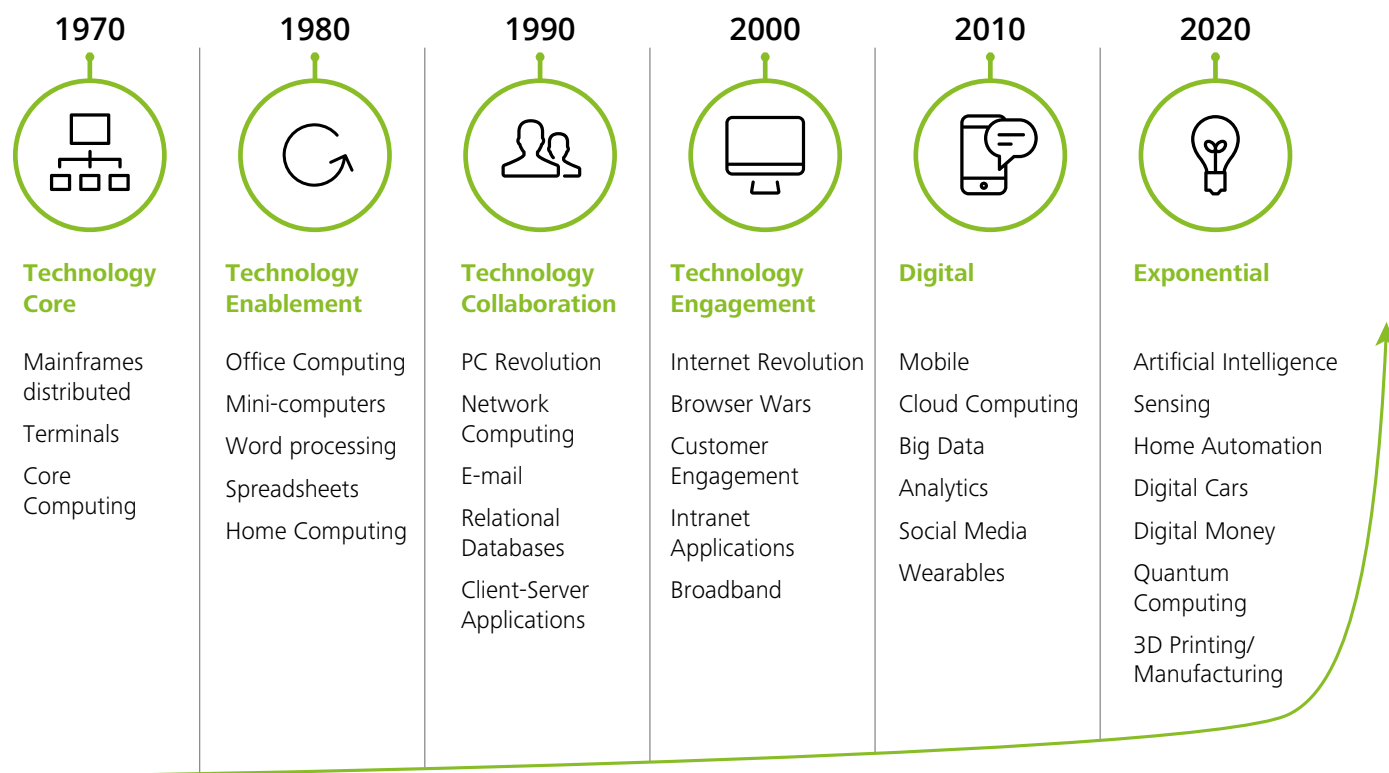 1970
Technology
Core
Mainframes
distributed
Terminals
Core
Computing
1980
Technology
Enablement
Office Computing
Mini-computers
Word processing
Spreadsheets
Home Computing
1990
Technology
Collaboration
PC Revolution
Network
Computing
E-mail
Relational
Databases
Client-Server
Applications
2000
Technology
Engagement
Internet Revolution
Browser Wars
Customer
Engagement
Intranet
Applications
Broadband
2010
Digital
Mobile
Cloud Computing
Big Data
Analytics
Social Media
Wearables
2020
Exponential
Artificial Intelligence
Sensing
Home Automation
Digital Cars
Digital Money
Quantum
Computing
3D Printing/
Manufacturing